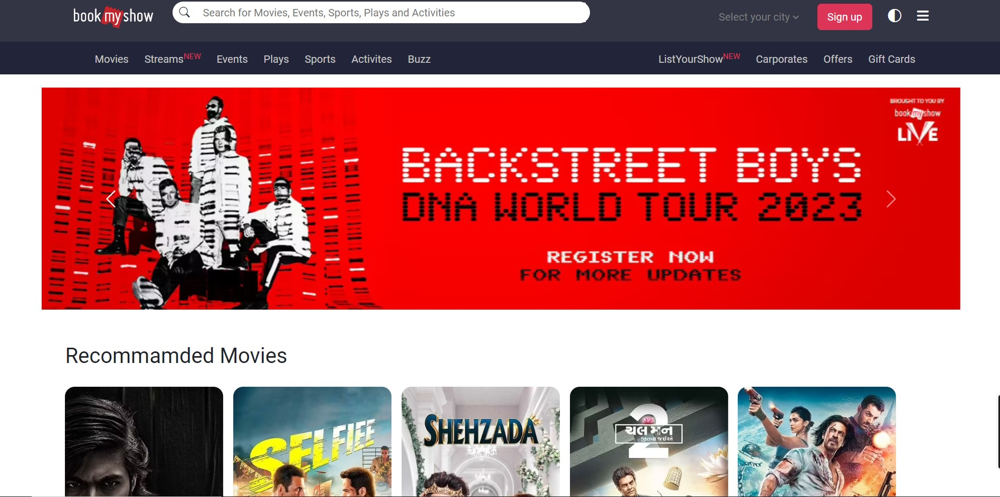 bookmyshow
Search for Movies, Events, Sports, Plays and Activities
Select your city
Sign up
Movies
StreamsNEW
Events
Plays
Sports
Activites
Buzz
ListYourShowNEW
Carporates
Offers
Gift Cards
BROUGHT TO YOU BY
bookmyshow
LIVE
BACKSTREET BOYS
DNA WORLD TOUR 2023
REGISTER NOW
FOR MORE UPDATES
Recommamded Movies
SELFIEE
SHEHZADA
2
ચલ મન
જીતવા જઈએ